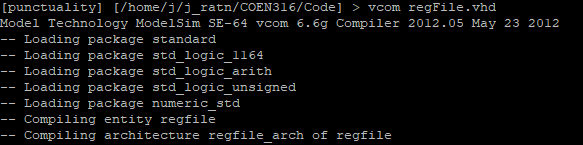 [punctuality] [/home/j/j_ratn/COEN316/Code] > vcom regFile.vhd
Model Technology ModelSim SE-64 vcom 6.6g Compiler 2012.05 May 23 2012
-- Loading package standard
-- Loading package std_logic_1164
-- Loading package std_logic_arith
-- Loading package std_logic_unsigned
-- Loading package numeric_std
-- Compiling entity regfile
-- Compiling architecture regfile_arch of regfile